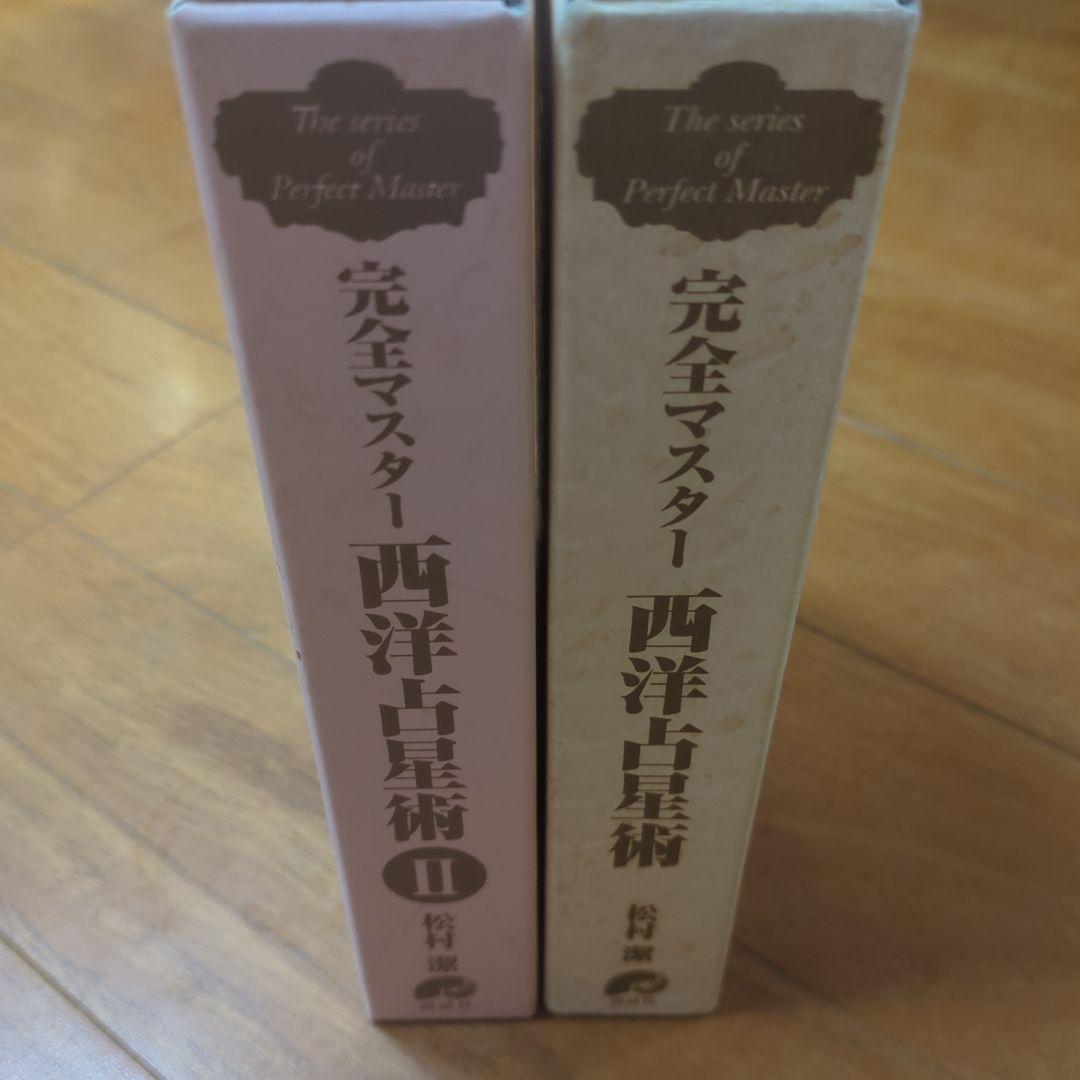 The series
of
Perfect Master
完全マスター
西洋占星術
II
松村 潔
The series
of
Perfect Master
完全マスター
西洋占星術
松村 潔